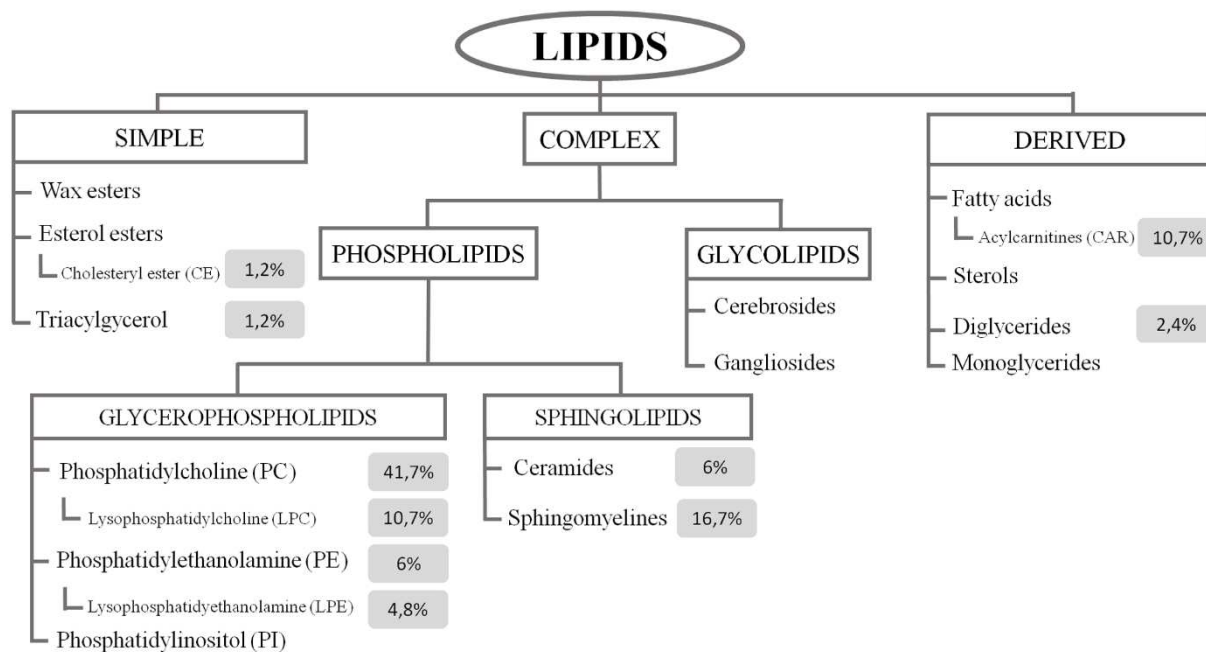 LIPIDS
SIMPLE
Wax esters
Esterol esters
Cholesteryl ester (CE) 1,2%
Triacylgycerol 1,2%
COMPLEX
PHOSPHOLIPIDS
GLYCOLIPIDS
Cerebrosides
Gangliosides
DERIVED
Fatty acids
Acylcarnitines (CAR) 10,7%
Sterols
Diglycerides 2,4%
Monoglycerides
GLYCEROPHOSPHOLIPIDS
Phosphatidylcholine (PC) 41,7%
Lysophosphatidylcholine (LPC) 10,7%
Phosphatidylethanolamine (PE) 6%
Lysophosphatidyethanolamine (LPE) 4,8%
Phosphatidylinositol (PI)
SPHINGOLIPIDS
Ceramides 6%
Sphingomyelines 16,7%